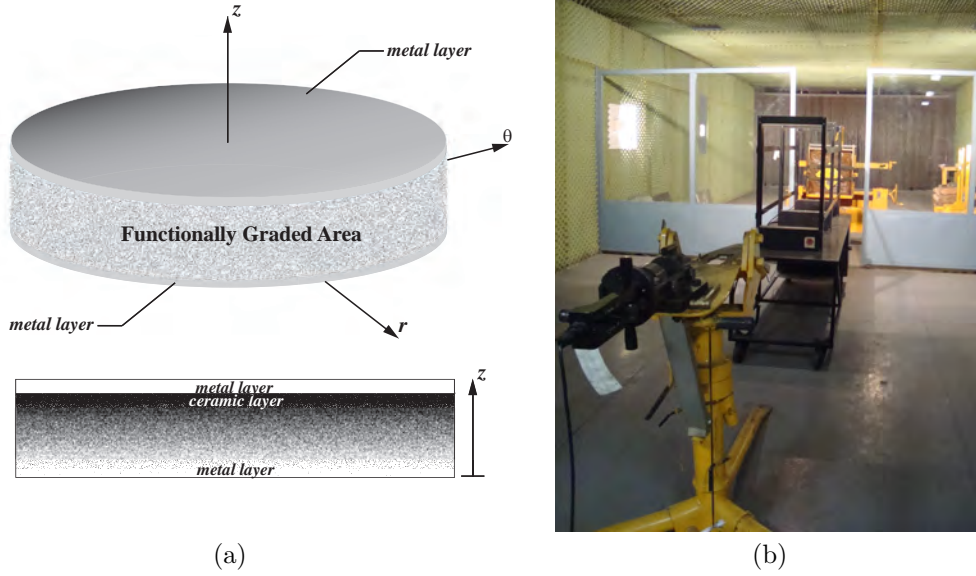 z
metal layer
θ
Functionally Graded Area
metal layer
r
metal layer
z
ceramic layer
metal layer
(a)
(b)